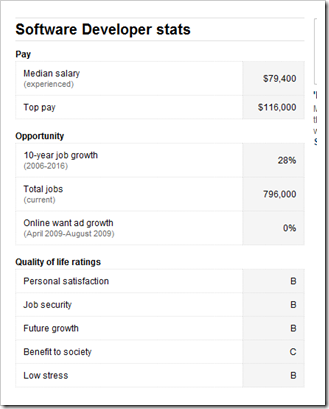 Software Developer stats
Pay
Median salary $79,400
(experienced)
Top pay $116,000
Opportunity
10-year job growth 28%
(2006-2016)
Total jobs 796,000
(current)
Online want ad growth 0%
(April 2009-August 2009)
Quality of life ratings
Personal satisfaction B
Job security B
Future growth B
Benefit to society C
Low stress B